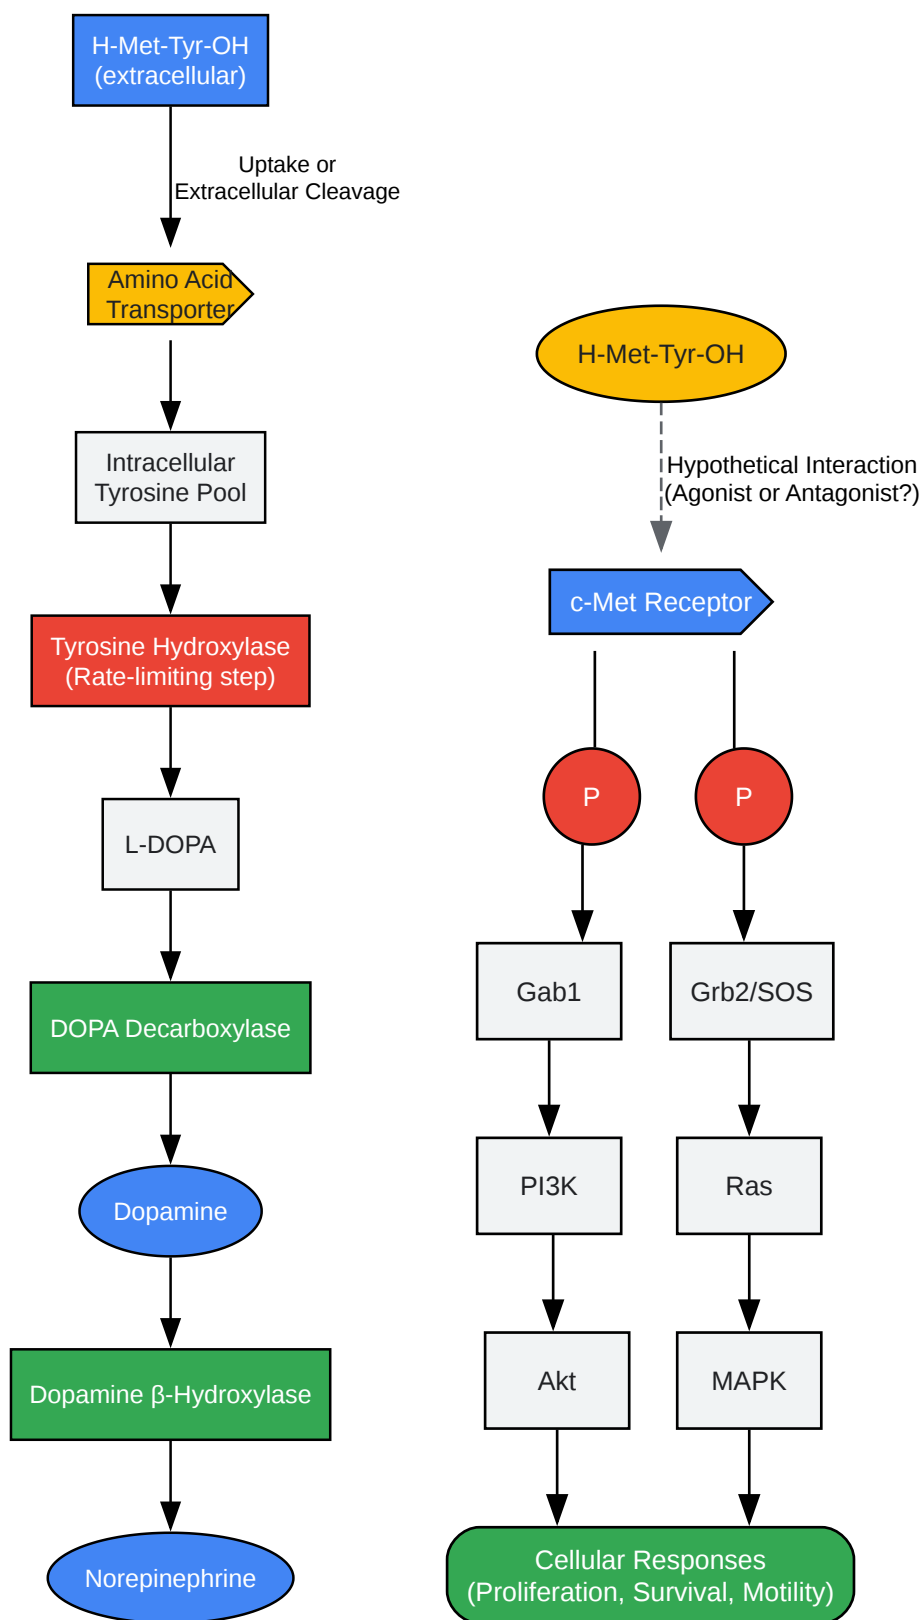 H-Met-Tyr-OH
(extracellular)
Uptake or
Extracellular Cleavage
Amino Acid
Transporter
Intracellular
Tyrosine Pool
Tyrosine Hydroxylase
(Rate-limiting step)
L-DOPA
DOPA Decarboxylase
Dopamine
Dopamine β-Hydroxylase
Norepinephrine
H-Met-Tyr-OH
Hypothetical Interaction
(Agonist or Antagonist?)
c-Met Receptor
P
P
Gab1
Grb2/SOS
PI3K
Ras
Akt
MAPK
Cellular Responses
(Proliferation, Survival, Motility)